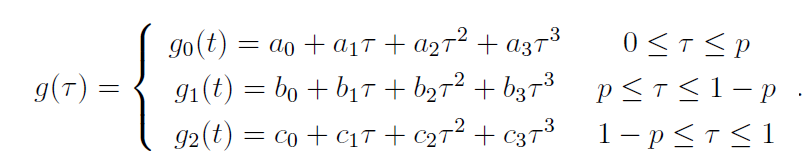 g₀(t) = a₀ + a₁τ + a₂τ² + a₃τ³  0 ≤ τ ≤ p
g(τ) = { g₁(t) = b₀ + b₁τ + b₂τ² + b₃τ³  p ≤ τ ≤ 1 − p .
g₂(t) = c₀ + c₁τ + c₂τ² + c₃τ³  1 − p ≤ τ ≤ 1